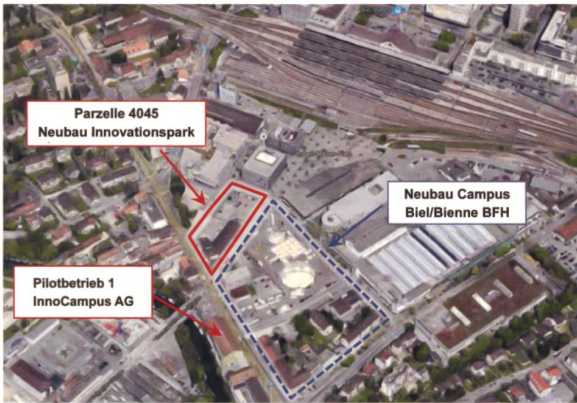 Parzelle 4045
Neubau Innovationspark
Neubau Campus
Biel/Bienne BFH
Pilotbetrieb 1
InnoCampus AG